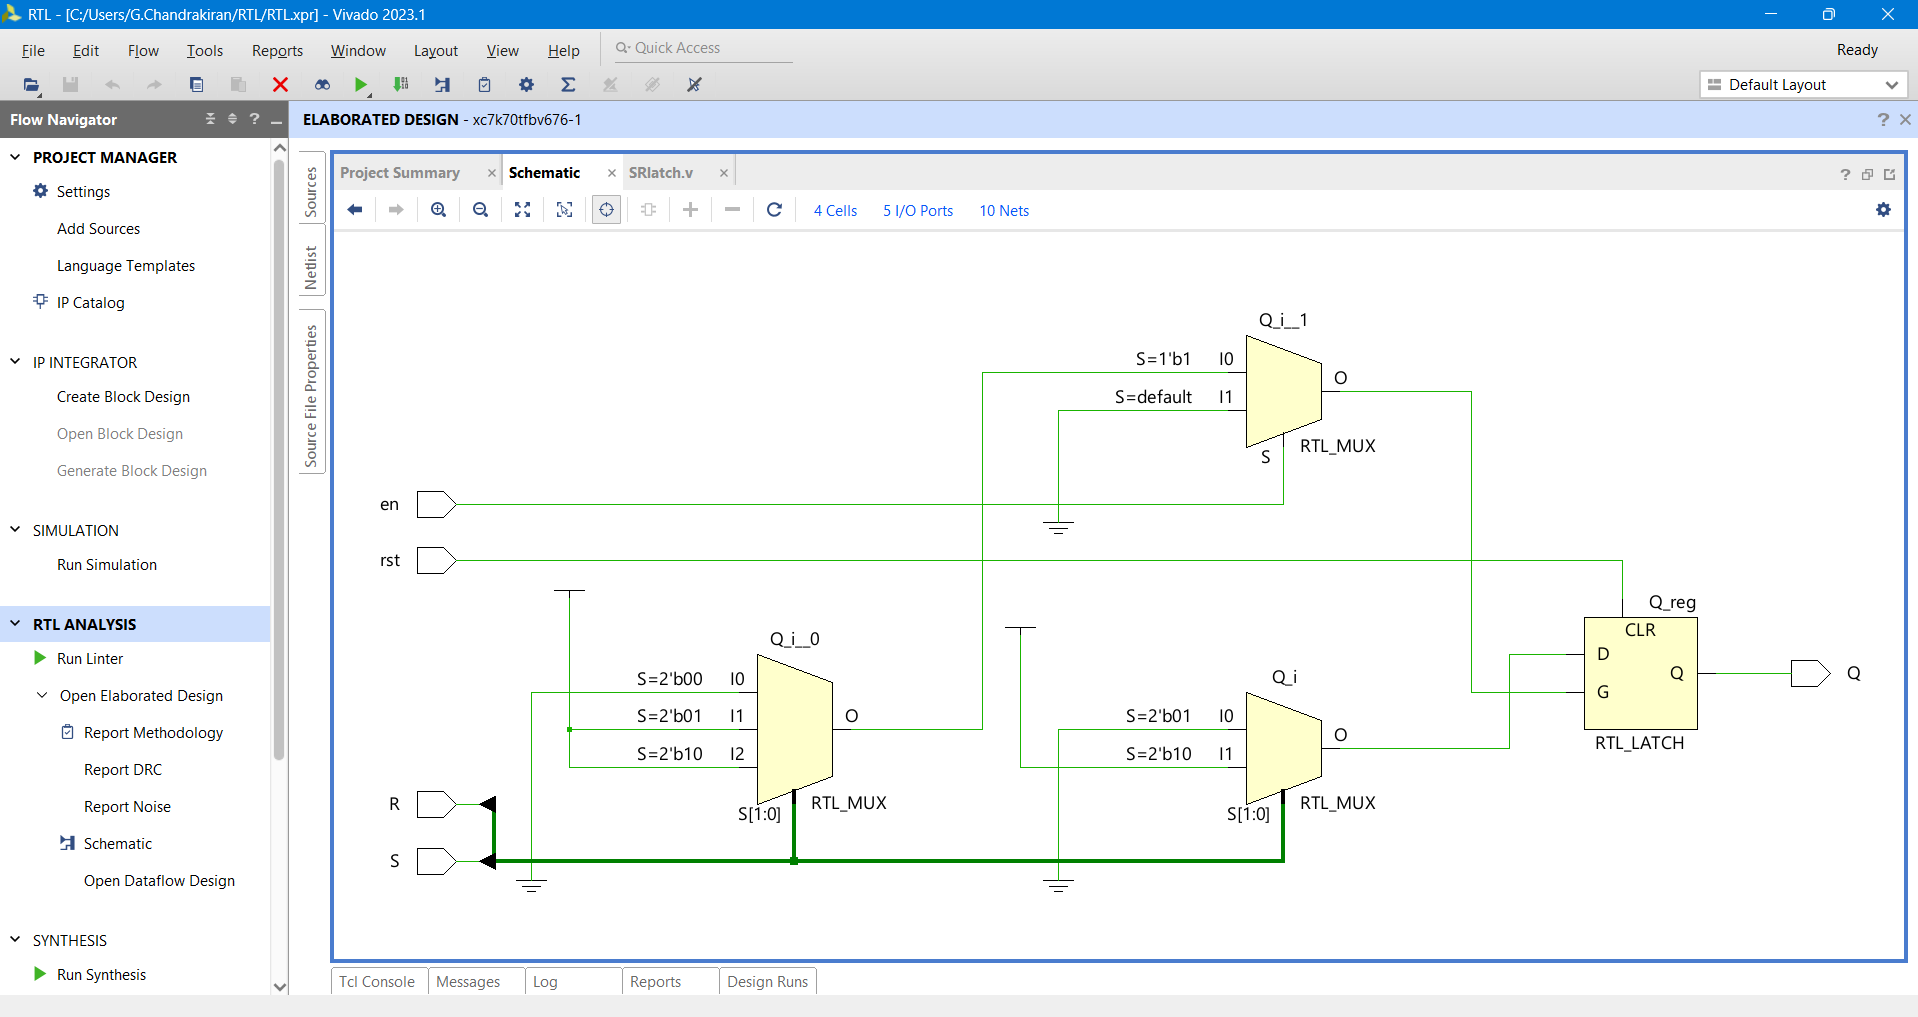 RTL - [C:/Users/G.Chandrakiran/RTL/RTL.xpr] - Vivado 2023.1
File Edit Flow Tools Reports Window Layout View Help Quick Access
Ready
Default Layout
Flow Navigator
ELABORATED DESIGN - xc7k70tfbv676-1
PROJECT MANAGER
Settings
Add Sources
Language Templates
IP Catalog
IP INTEGRATOR
Create Block Design
Open Block Design
Generate Block Design
SIMULATION
Run Simulation
RTL ANALYSIS
Run Linter
Open Elaborated Design
Report Methodology
Report DRC
Report Noise
Schematic
Open Dataflow Design
SYNTHESIS
Run Synthesis
Sources
Netlist
Source File Properties
Project Summary Schematic SRlatch.v
4 Cells 5 I/O Ports 10 Nets
Q_i__1
S=1'b1 I0
O
S=default I1
RTL_MUX
S
en
rst
Q_reg
CLR
D
Q
G
RTL_LATCH
Q
Q_i__0
S=2'b00 I0
S=2'b01 I1
O
S=2'b10 I2
RTL_MUX
S[1:0]
Q_i
S=2'b01 I0
O
S=2'b10 I1
RTL_MUX
S[1:0]
R
S
Tcl Console Messages Log Reports Design Runs